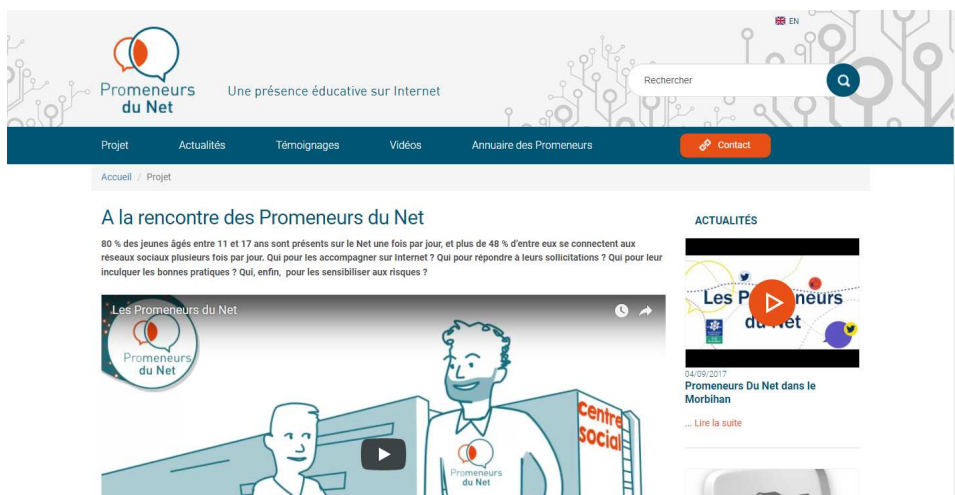 EN
Promeneurs
du Net
Une présence éducative sur Internet
Rechercher
Projet
Actualités
Témoignages
Vidéos
Annuaire des Promeneurs
Contact
Accueil / Projet
A la rencontre des Promeneurs du Net
80 % des jeunes âgés entre 11 et 17 ans sont présents sur le Net une fois par jour, et plus de 48 % d'entre eux se connectent aux
réseaux sociaux plusieurs fois par jour. Qui pour les accompagner sur Internet ? Qui pour répondre à leurs sollicitations ? Qui pour leur
inculquer les bonnes pratiques ? Qui, enfin, pour les sensibiliser aux risques ?
Les Promeneurs du Net
Promeneurs
du Net
centre
social
Promeneurs
du Net
ACTUALITÉS
Les P neurs
du et
04/09/2017
Promeneurs Du Net dans le
Morbihan
... Lire la suite